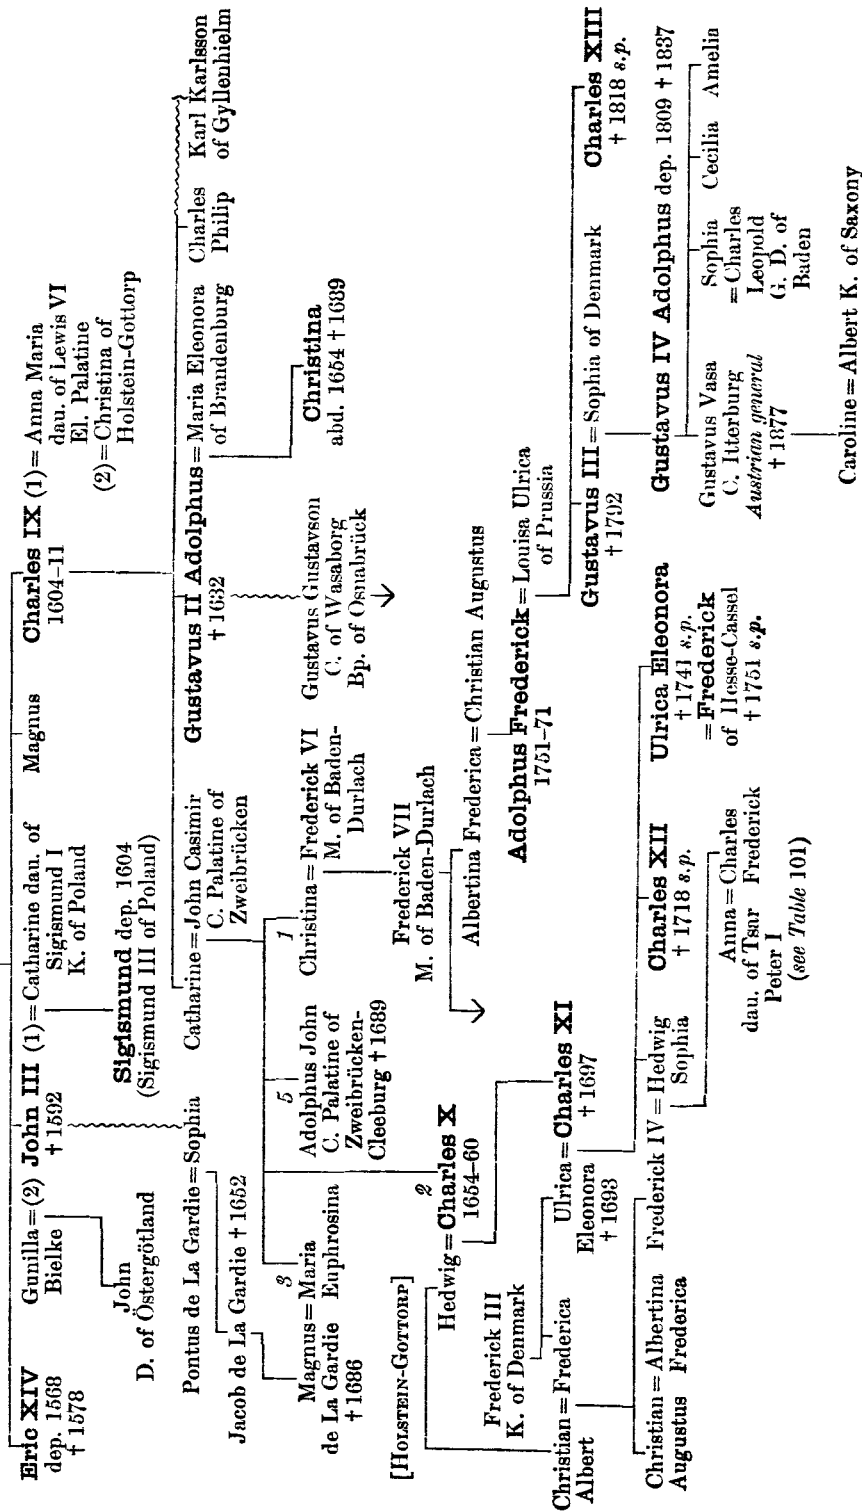 Eric XIV
dep. 1568
† 1578
Gunilla = (2) John III (1) = Catharine dau. of
Bielke
† 1592
Sigismund I
K. of Poland
Magnus
Charles IX (1) = Anna Maria
1604–11
dau. of Lewis VI
El. Palatine
(2) = Christina of
Holstein-Gottorp
John
D. of Östergötland
Sigismund dep. 1604
(Sigismund III of Poland)
Pontus de La Gardie = Sophia
Catharine = John Casimir
C. Palatine of
Zweibrücken
Gustavus II Adolphus = Maria Eleonora
† 1632
of Brandenburg
Charles
Philip
Karl Karlsson
of Gyllenhielm
Jacob de La Gardie † 1652
3
Magnus = Maria
de La Gardie Euphrosina
† 1686
5
Adolphus John
C. Palatine of
Zweibrücken-
Cleeburg † 1689
1
Christina = Frederick VI
M. of Baden-
Durlach
Gustavus Gustavson
C. of Wasaborg
Bp. of Osnabrück
Christina
abd. 1654 † 1689
[HOLSTEIN-GOTTORP]
2
Hedwig = Charles X
1654–60
Frederick VII
M. of Baden-Durlach
Frederick III
K. of Denmark
Albertina Frederica = Christian Augustus
Christian = Frederica
Albert
Ulrica = Charles XI
Eleonora
† 1693
† 1697
Adolphus Frederick = Louisa Ulrica
1751–71
of Prussia
Christian = Albertina
Augustus Frederica
Frederick IV = Hedwig
Sophia
Charles XII
† 1718 s.p.
Ulrica Eleonora
† 1741 s.p.
= Frederick
of Hesse-Cassel
† 1751 s.p.
Gustavus III = Sophia of Denmark
† 1792
Charles XIII
† 1818 s.p.
Anna = Charles
dau. of Tsar Frederick
Peter I
(see Table 101)
Gustavus IV Adolphus dep. 1809 † 1837
Gustavus Vasa
C. Itterburg
Austrian general
† 1877
Sophia
= Charles
Leopold
G. D. of
Baden
Cecilia
Amelia
Caroline = Albert K. of Saxony